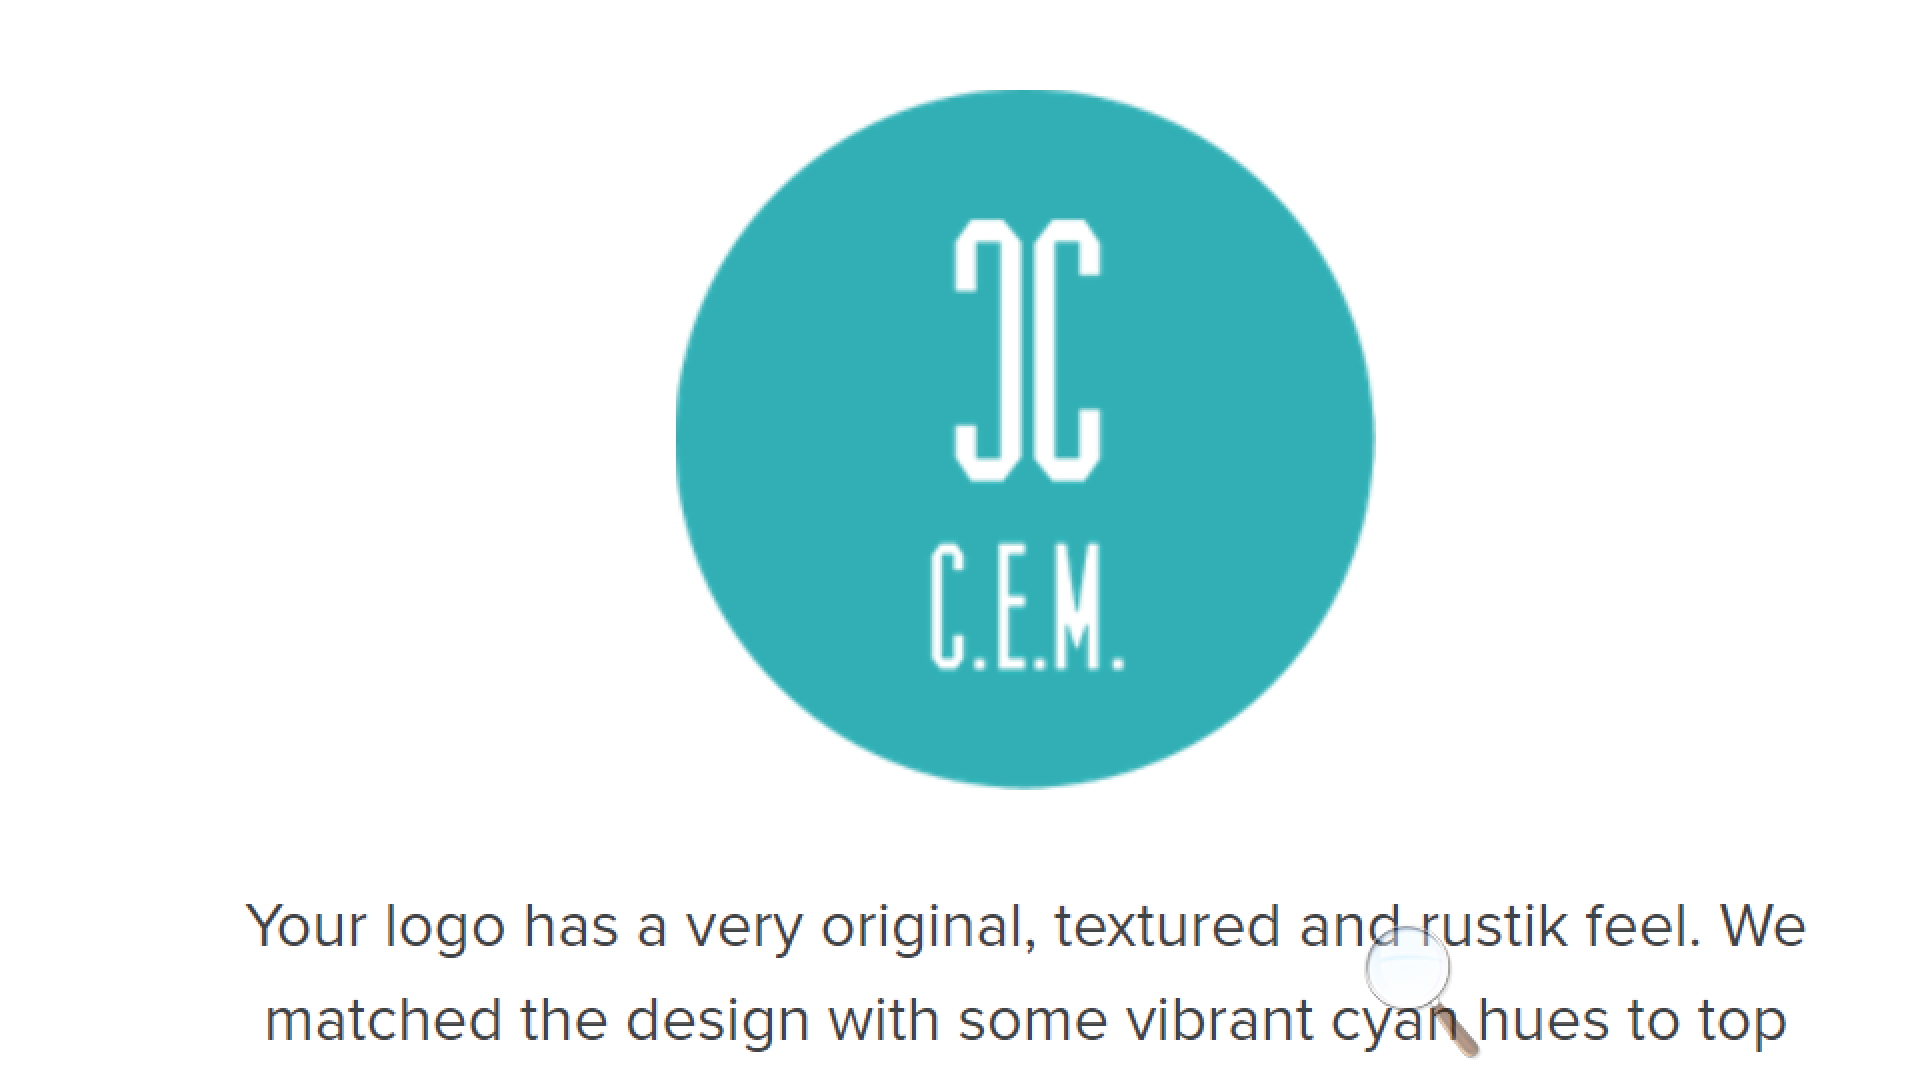 C.E.M.
Your logo has a very original, textured and rustik feel. We
matched the design with some vibrant cyan hues to top